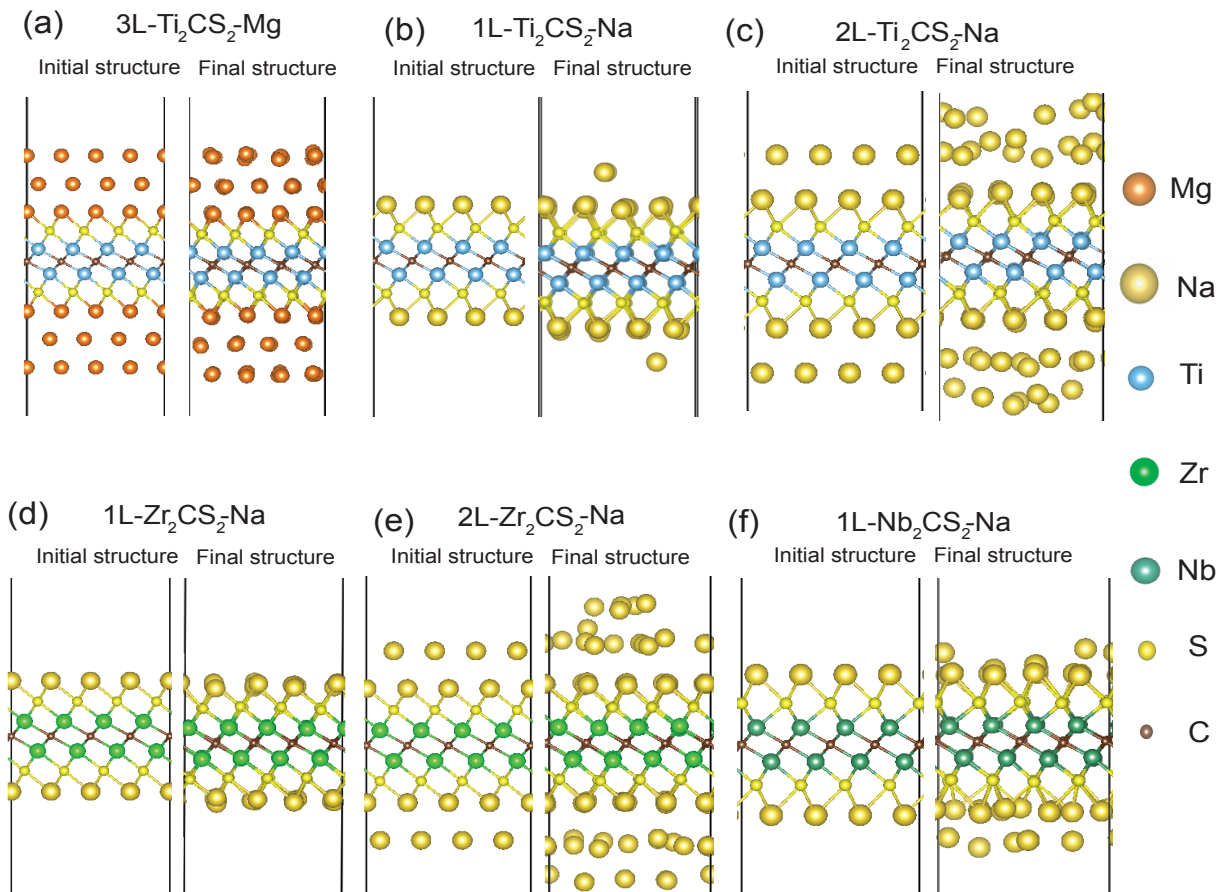 (a) 3L-Ti₂CS₂-Mg
Initial structure Final structure
(b) 1L-Ti₂CS₂-Na
Initial structure Final structure
(c) 2L-Ti₂CS₂-Na
Initial structure Final structure
Mg
Na
Ti
Zr
Nb
S
C
(d) 1L-Zr₂CS₂-Na
Initial structure Final structure
(e) 2L-Zr₂CS₂-Na
Initial structure Final structure
(f) 1L-Nb₂CS₂-Na
Initial structure Final structure